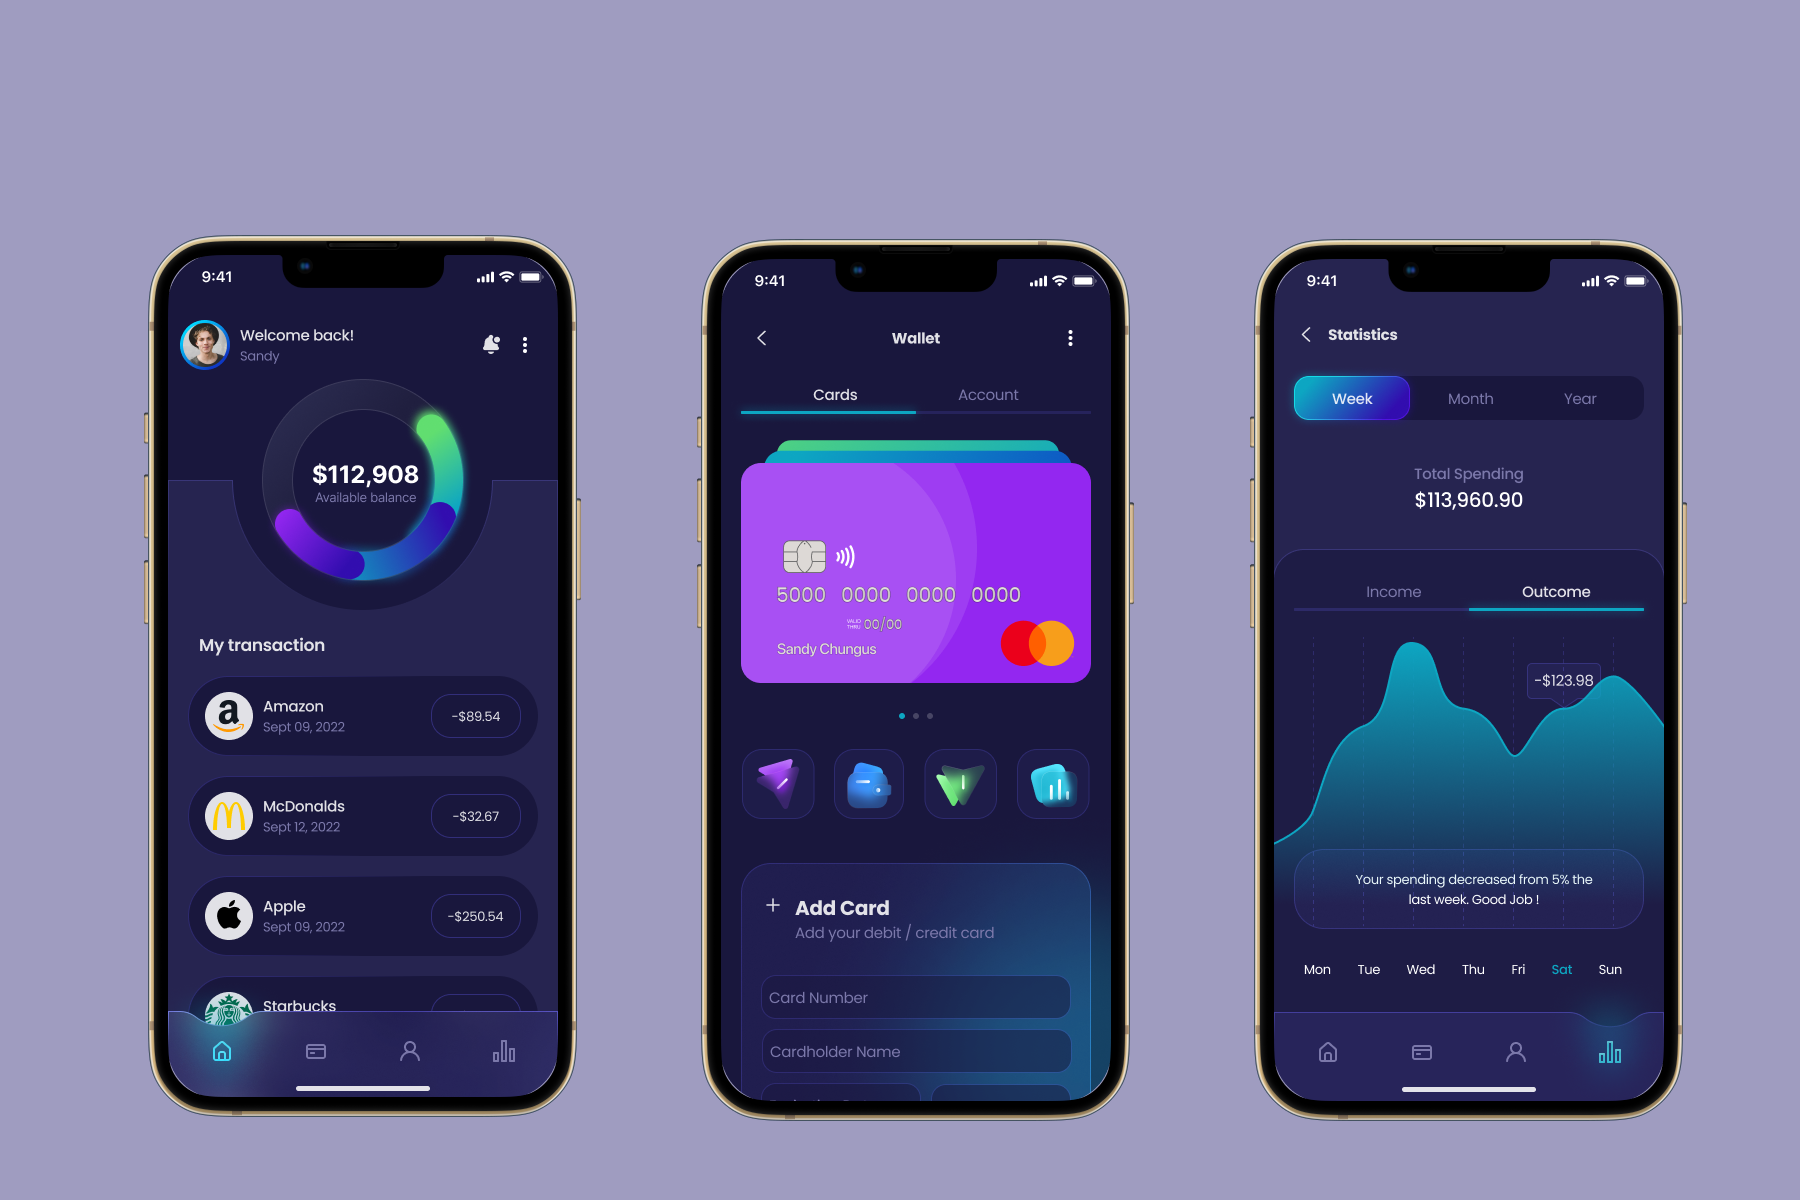 9:41
Welcome back!
Sandy
$112,908
Available balance
My transaction
Amazon
Sept 09, 2022
-$89.54
McDonalds
Sept 12, 2022
-$32.67
Apple
Sept 09, 2022
-$250.54
Starbucks
9:41
Wallet
Cards Account
5000 0000 0000 0000
VALID
THRU 00/00
Sandy Chungus
Add Card
Add your debit / credit card
Card Number
Cardholder Name
9:41
Statistics
Week Month Year
Total Spending
$113,960.90
Income Outcome
-$123.98
Your spending decreased from 5% the
last week. Good Job !
Mon Tue Wed Thu Fri Sat Sun